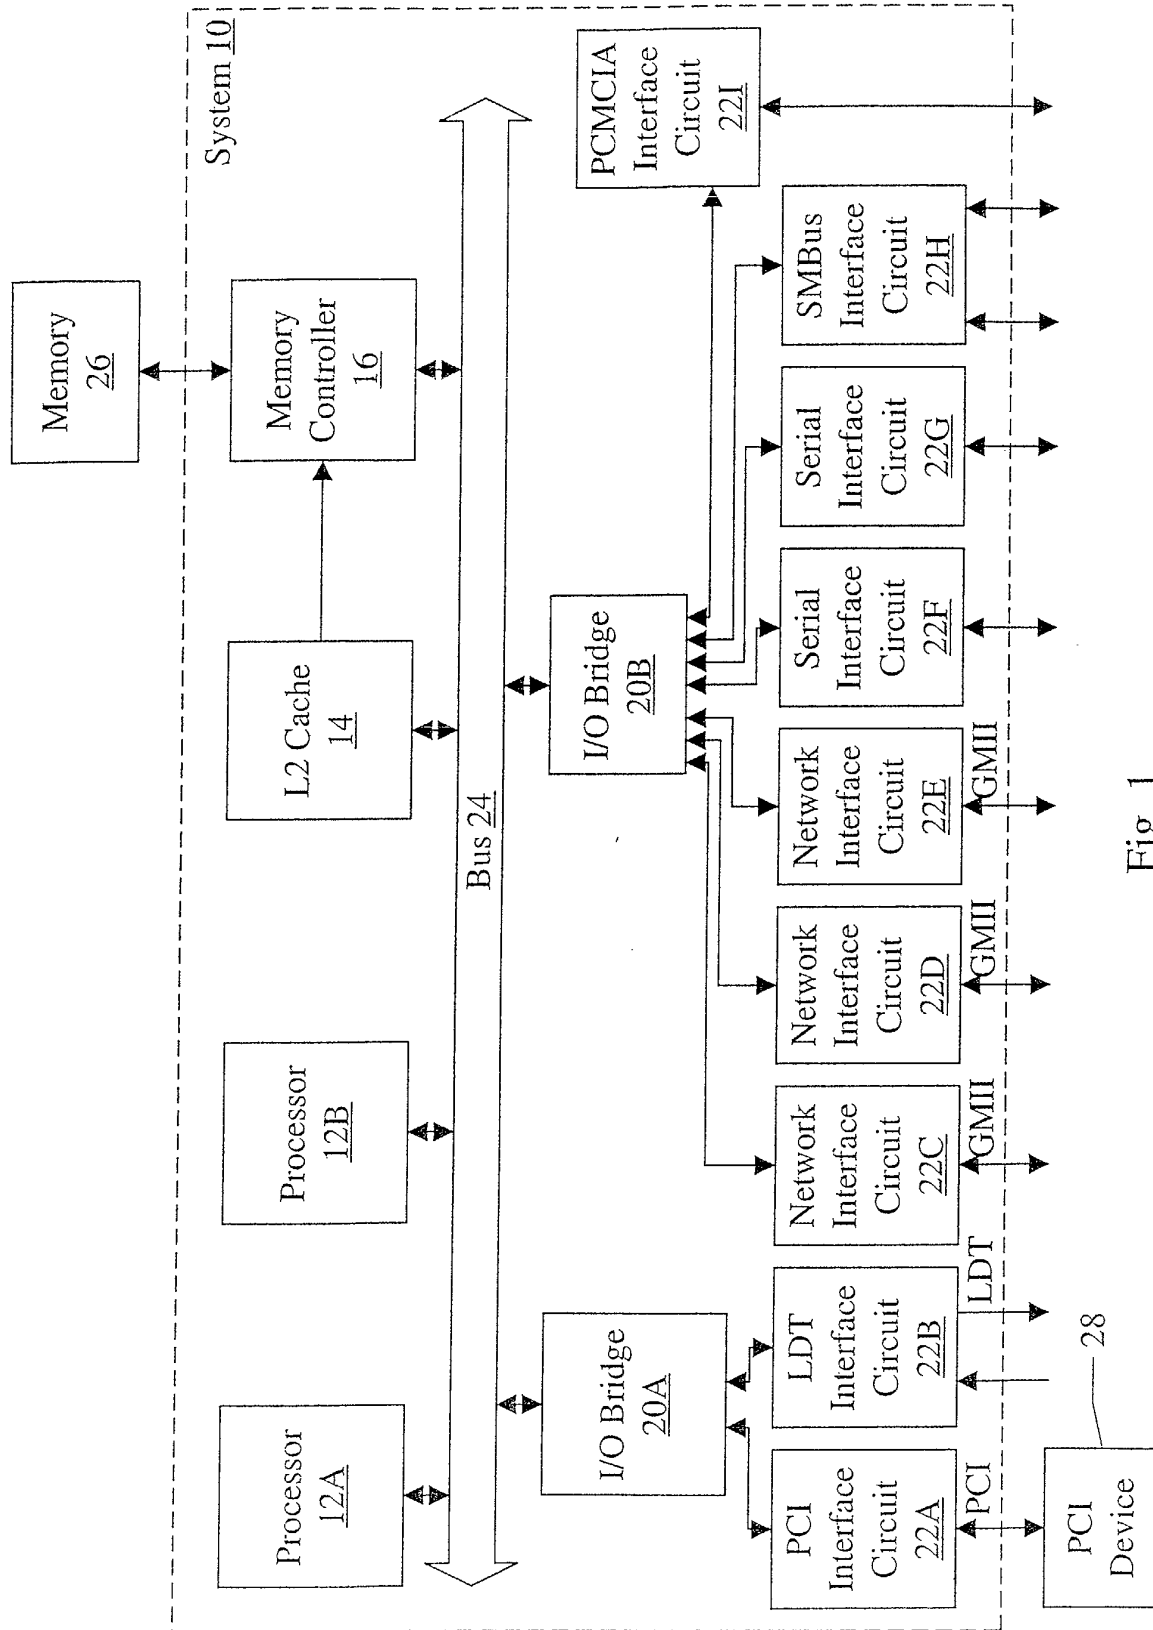 System 10
Memory
26
Processor
12A
Processor
12B
L2 Cache
14
Memory
Controller
16
Bus 24
I/O Bridge
20A
I/O Bridge
20B
PCMCIA
Interface
Circuit
22I
PCI
Interface
Circuit
22A
LDT
Interface
Circuit
22B
Network
Interface
Circuit
22C
Network
Interface
Circuit
22D
Network
Interface
Circuit
22E
Serial
Interface
Circuit
22F
Serial
Interface
Circuit
22G
SMBus
Interface
Circuit
22H
PCI
LDT
GMII
GMII
GMII
PCI
Device
28
Fig. 1